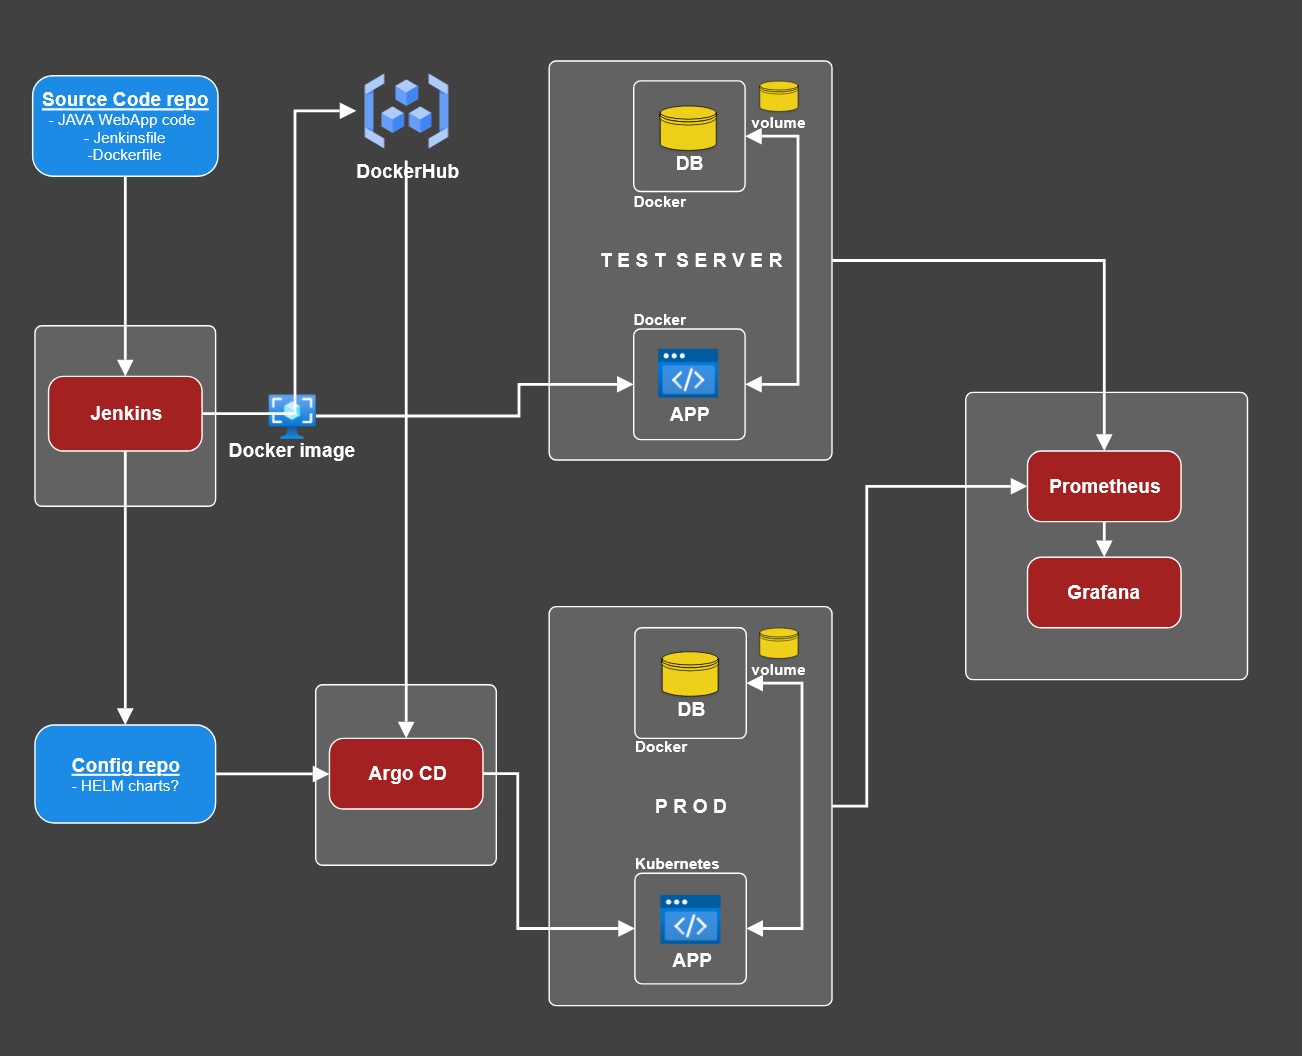 Source Code repo
- JAVA WebApp code
- Jenkinsfile
-Dockerfile
DockerHub
volume
DB
Docker
TEST SERVER
Docker
APP
Jenkins
Docker image
Prometheus
Grafana
volume
DB
Docker
PROD
Kubernetes
APP
Config repo
- HELM charts?
Argo CD